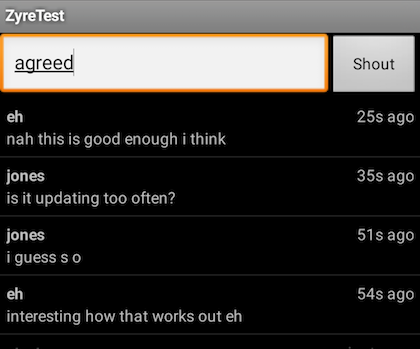 ZyreTest
agreed Shout
eh 25s ago
nah this is good enough i think
jones 35s ago
is it updating too often?
jones 51s ago
i guess s o
eh 54s ago
interesting how that works out eh